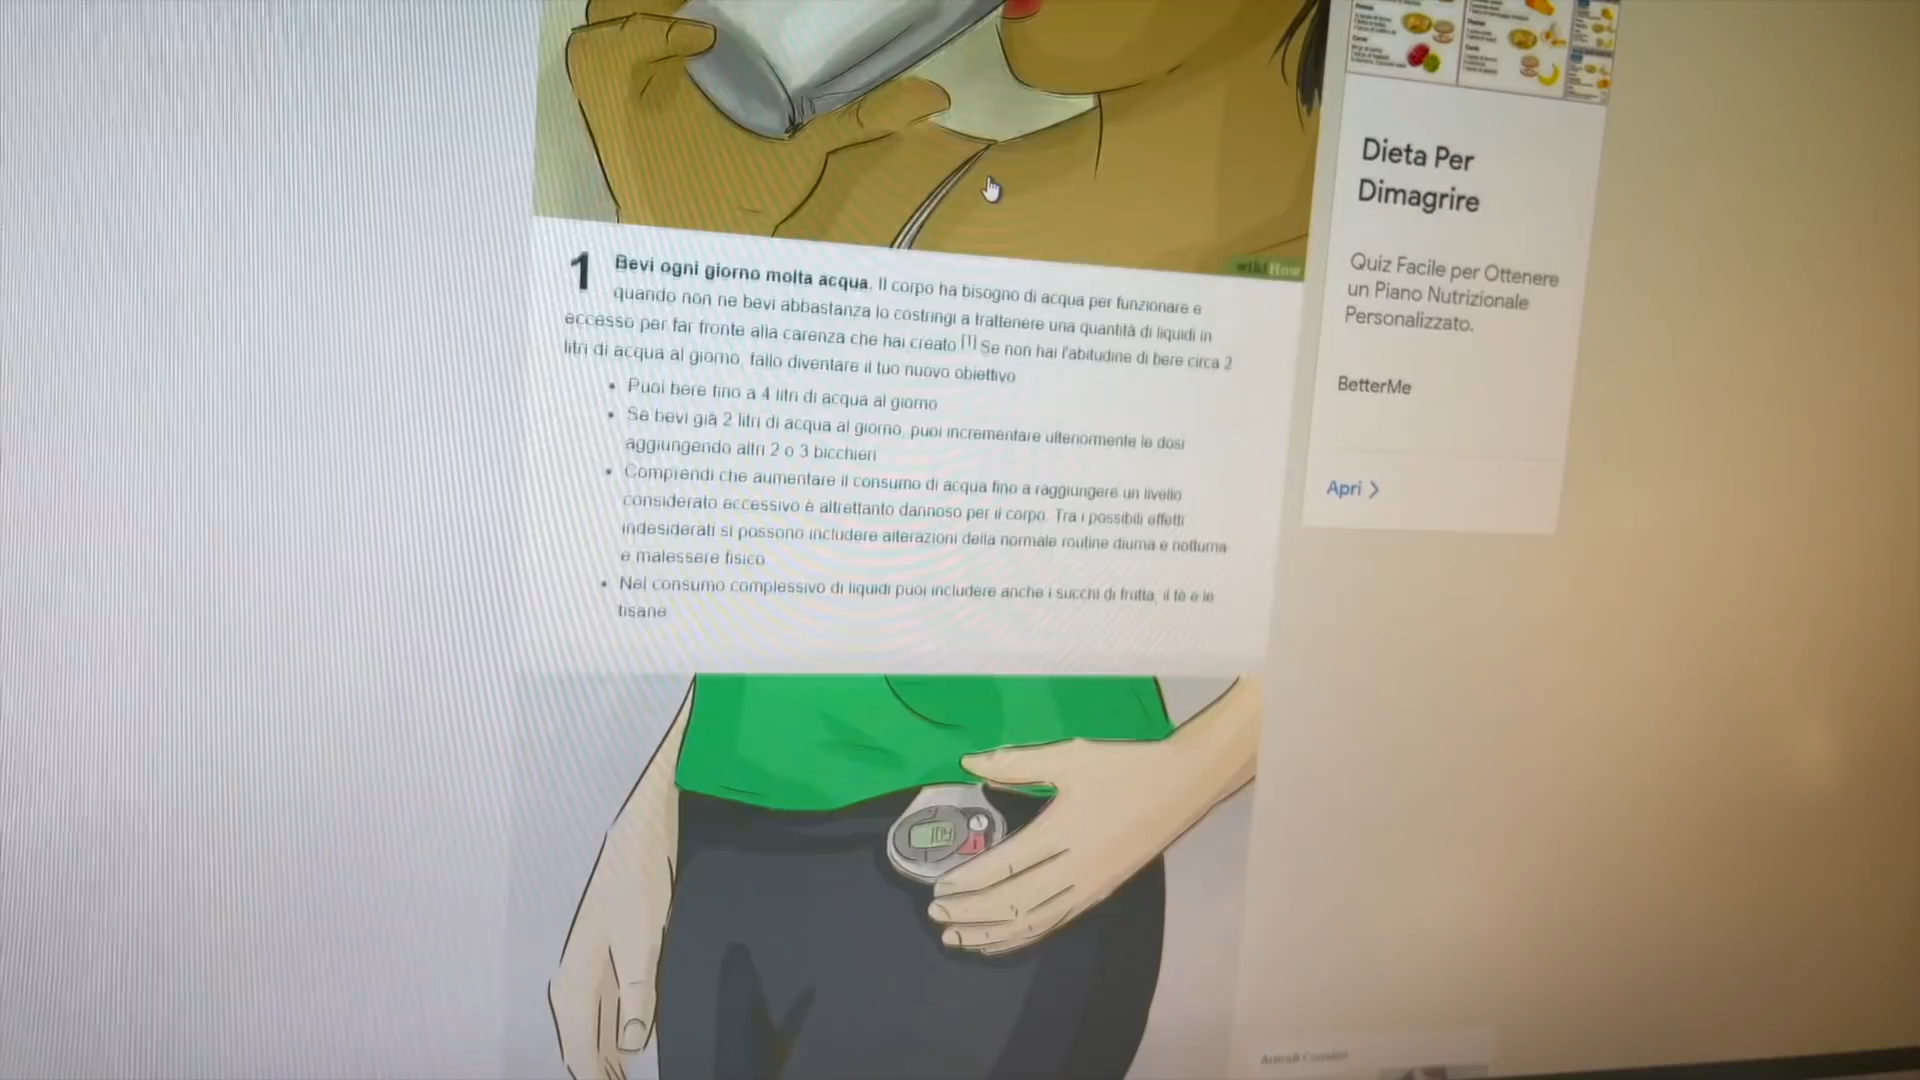 wikiHow
1 Bevi ogni giorno molta acqua. Il corpo ha bisogno di acqua per funzionare e
quando non ne bevi abbastanza lo costringi a trattenere una quantità di liquidi in
eccesso per far fronte alla carenza che hai creato [1] Se non hai l'abitudine di bere circa 2
litri di acqua al giorno, fallo diventare il tuo nuovo obiettivo
• Puoi bere fino a 4 litri di acqua al giorno
• Se bevi già 2 litri di acqua al giorno, puoi incrementare ulteriormente le dosi
aggiungendo altri 2 o 3 bicchieri
• Comprendi che aumentare il consumo di acqua fino a raggiungere un livello
considerato eccessivo è altrettanto dannoso per il corpo. Tra i possibili effetti
indesiderati si possono includere alterazioni della normale routine diurna e notturna
e malessere fisico
• Nel consumo complessivo di liquidi puoi includere anche i succhi di frutta, il tè e le
tisane
Dieta Per
Dimagrire
Quiz Facile per Ottenere
un Piano Nutrizionale
Personalizzato.
BetterMe
Apri >